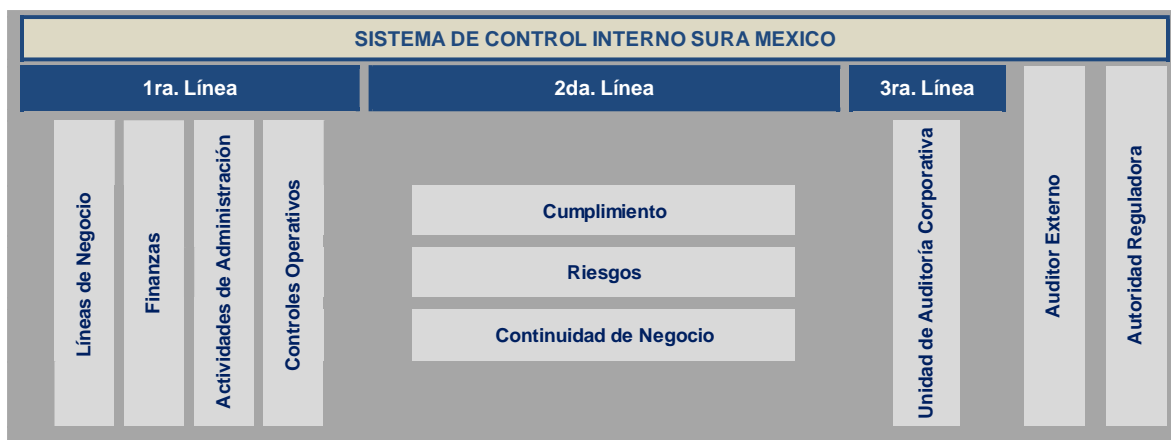 SISTEMA DE CONTROL INTERNO SURA MEXICO
1ra. Línea
2da. Línea
3ra. Línea
Líneas de Negocio
Finanzas
Actividades de Administración
Controles Operativos
Cumplimiento
Riesgos
Continuidad de Negocio
Unidad de Auditoría Corporativa
Auditor Externo
Autoridad Reguladora